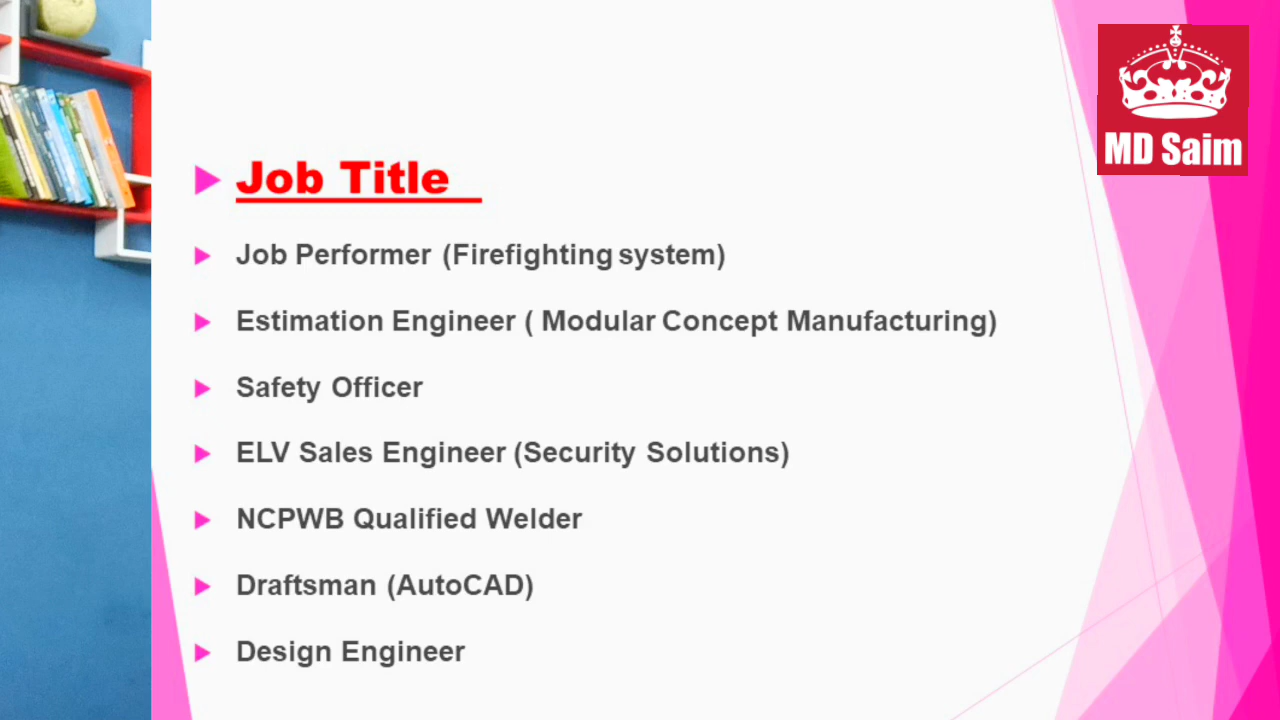 MD Saim
Job Title
Job Performer (Firefighting system)
Estimation Engineer ( Modular Concept Manufacturing)
Safety Officer
ELV Sales Engineer (Security Solutions)
NCPWB Qualified Welder
Draftsman (AutoCAD)
Design Engineer